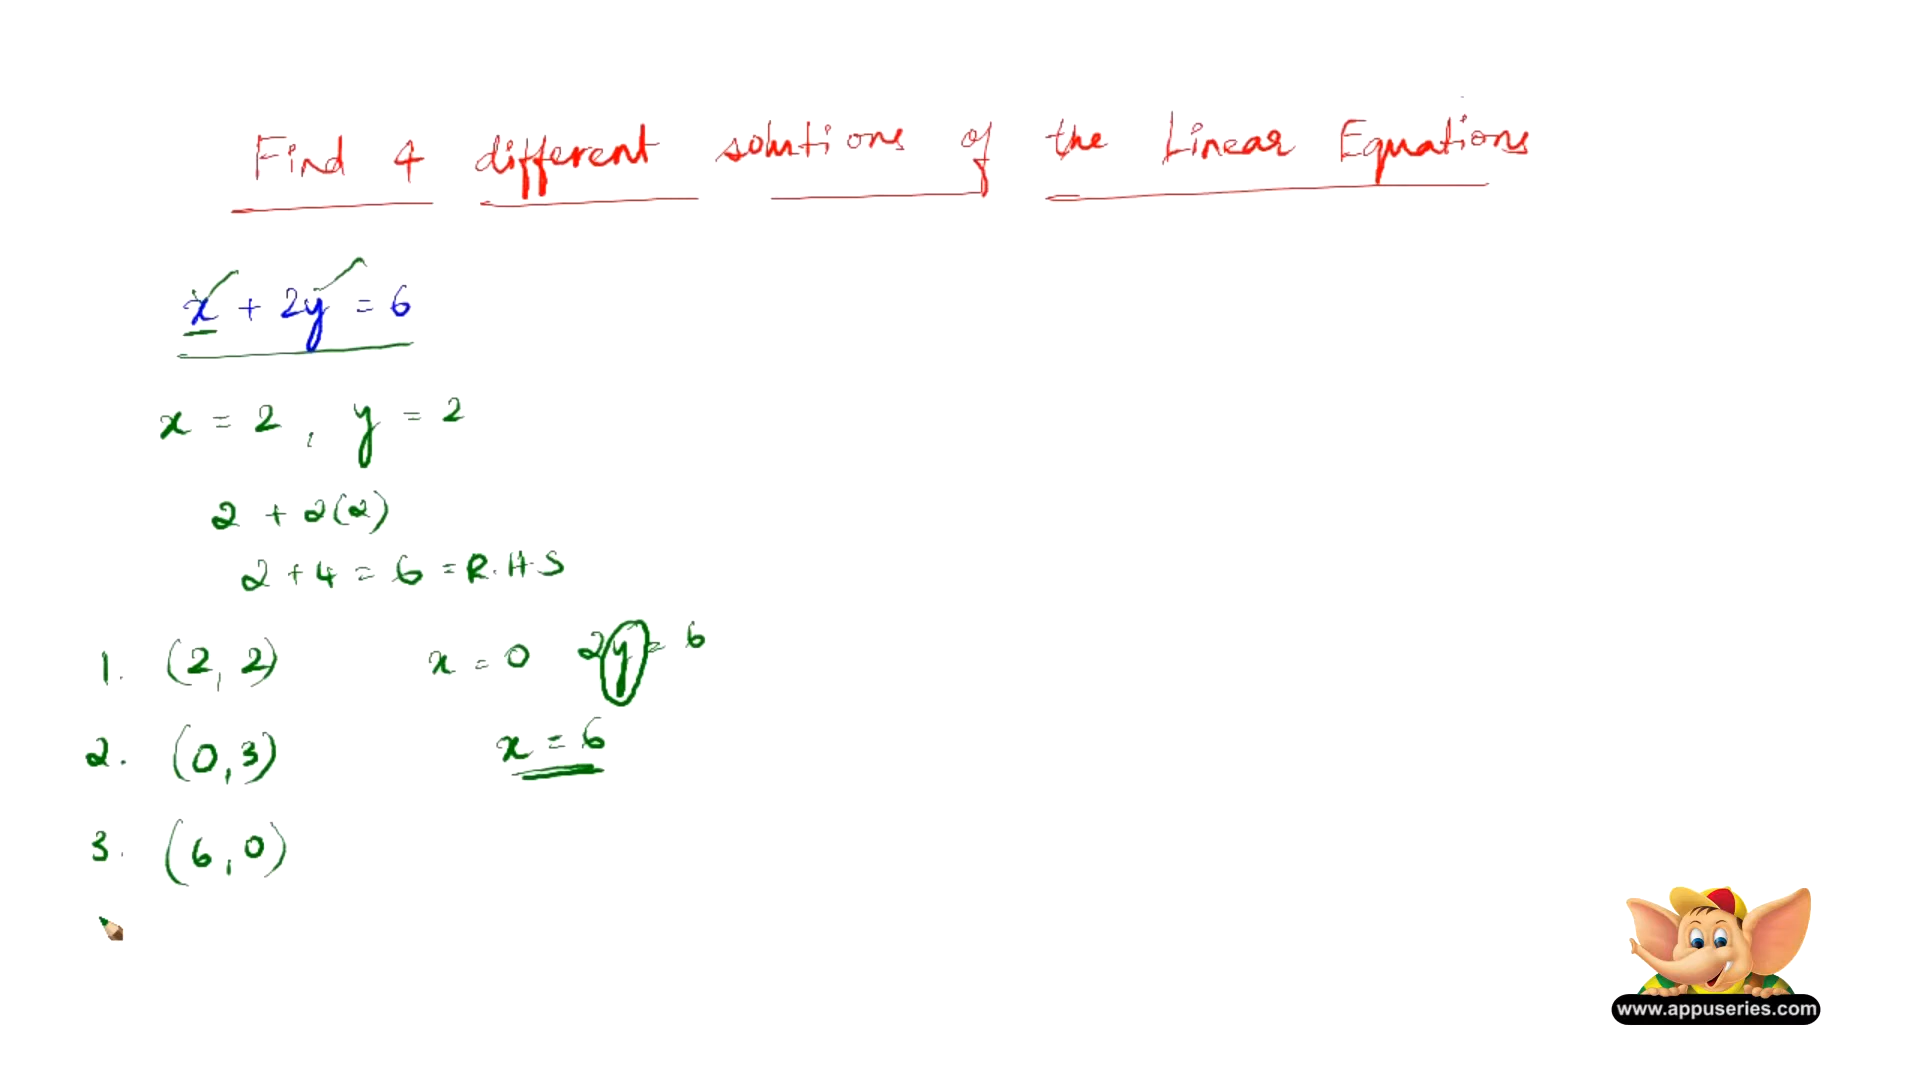 Find 4 different solutions of the Linear Equations
x + 2y = 6
x = 2, y = 2
2 + 2(2)
2 + 4 = 6 = R.H.S
1. (2, 2) x = 0 2y = 6
2. (0,3) x = 6
3. (6,0)
www.appuseries.com